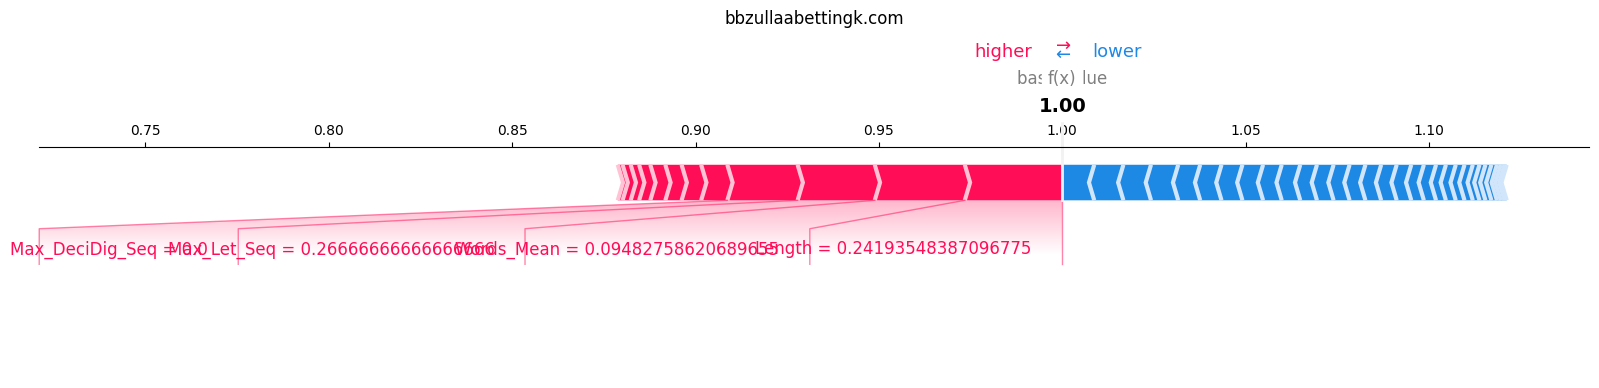 bbzullaabettingk.com
higher ⇄ lower
f(x)
1.00
0.75 0.80 0.85 0.90 0.95 1.00 1.05 1.10
Max_DeciDig_Seq = 0.0 Max_Let_Seq = 0.26666666666666666 Words_Mean = 0.09482758620689655 Length = 0.24193548387096775